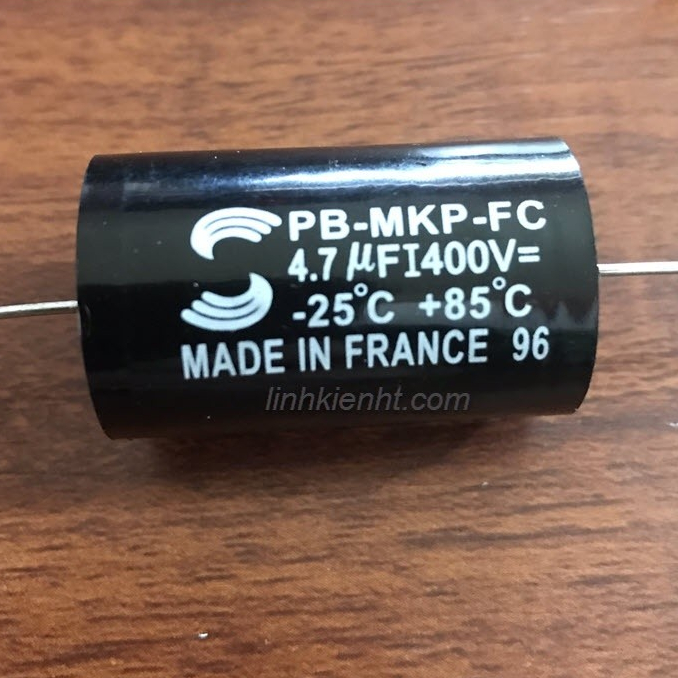 PB-MKP-FC
4.7 µFI400V=
-25°C +85°C
MADE IN FRANCE 96
linhkienht.com